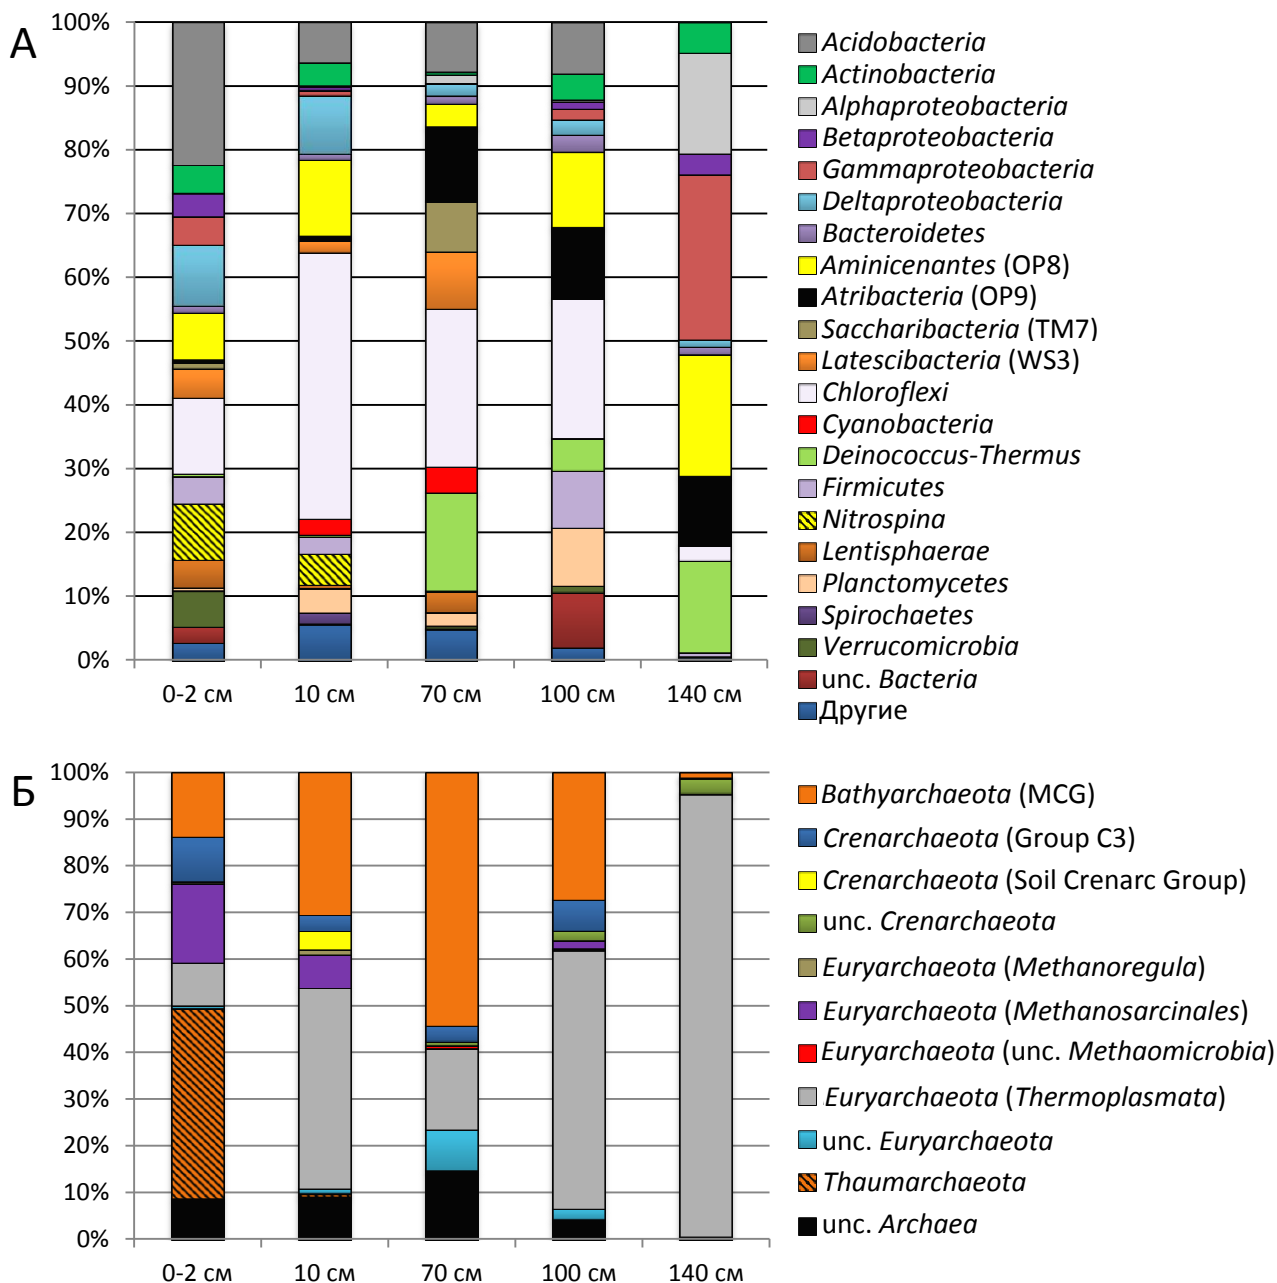 А
100%
90%
80%
70%
60%
50%
40%
30%
20%
10%
0%
0-2 см
10 см
70 см
100 см
140 см
Acidobacteria
Actinobacteria
Alphaproteobacteria
Betaproteobacteria
Gammaproteobacteria
Deltaproteobacteria
Bacteroidetes
Aminicenantes (OP8)
Atribacteria (OP9)
Saccharibacteria (TM7)
Latescibacteria (WS3)
Chloroflexi
Cyanobacteria
Deinococcus-Thermus
Firmicutes
Nitrospina
Lentisphaerae
Planctomycetes
Spirochaetes
Verrucomicrobia
unc. Bacteria
Другие
Б
100%
90%
80%
70%
60%
50%
40%
30%
20%
10%
0%
0-2 см
10 см
70 см
100 см
140 см
Bathyarchaeota (MCG)
Crenarchaeota (Group C3)
Crenarchaeota (Soil Crenarc Group)
unc. Crenarchaeota
Euryarchaeota (Methanoregula)
Euryarchaeota (Methanosarcinales)
Euryarchaeota (unc. Methaomicrobia)
Euryarchaeota (Thermoplasmata)
unc. Euryarchaeota
Thaumarchaeota
unc. Archaea